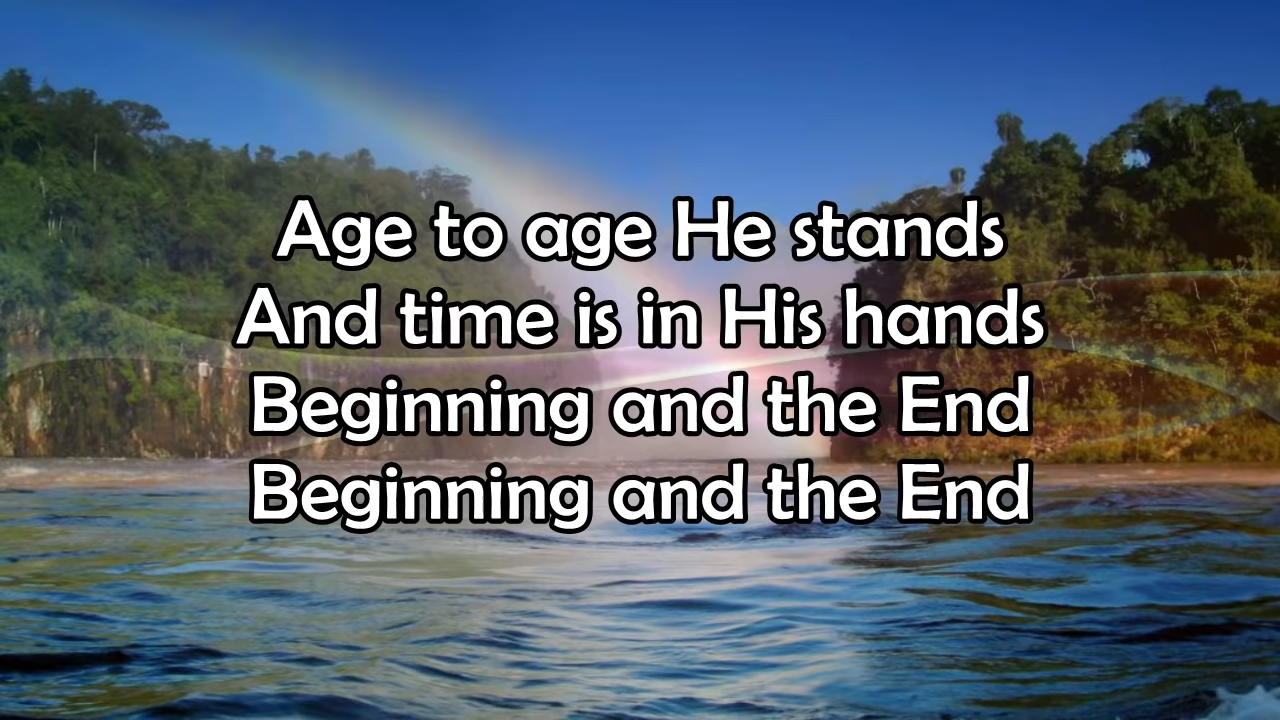 Age to age He stands
And time is in His hands
Beginning and the End
Beginning and the End